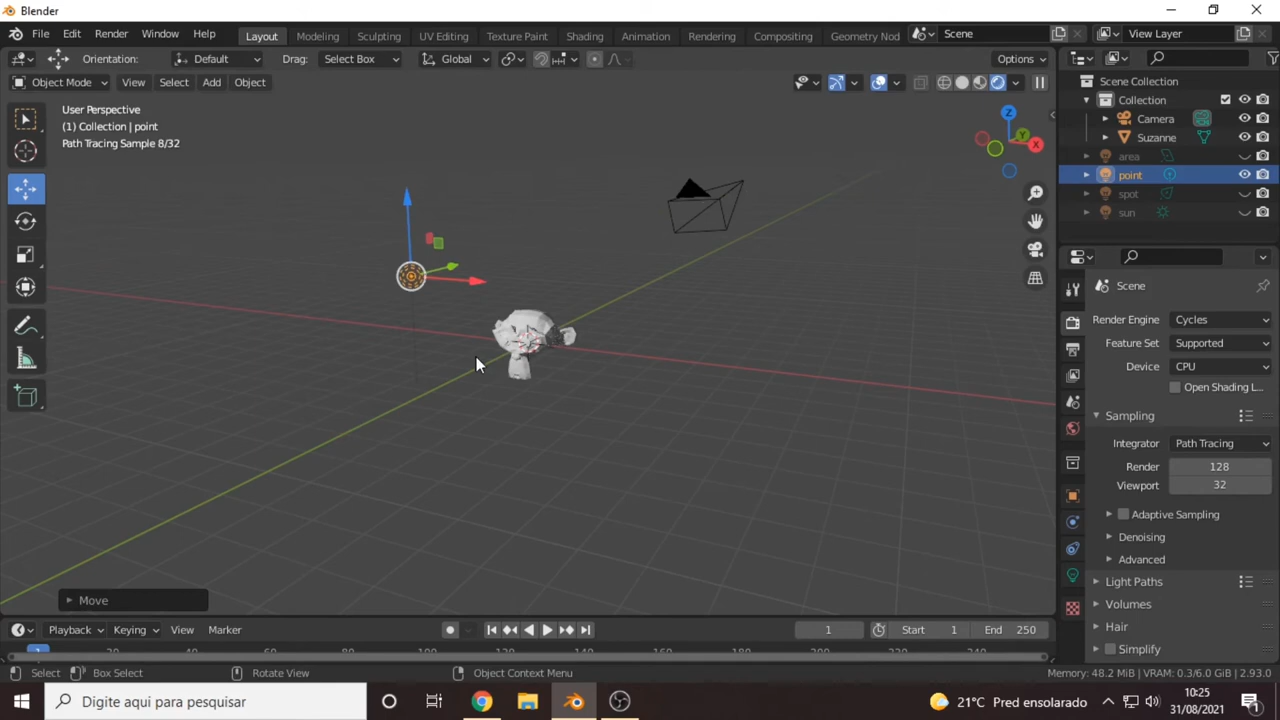 Blender
File Edit Render Window Help Layout Modeling Sculpting UV Editing Texture Paint Shading Animation Rendering Compositing Geometry Nod Scene View Layer
Orientation: Default Drag: Select Box Global Options
Object Mode View Select Add Object
User Perspective
(1) Collection | point
Path Tracing Sample 8/32
Z
Y
X
Scene Collection
Collection
Camera
Suzanne
area
point
spot
sun
Scene
Render Engine Cycles
Feature Set Supported
Device CPU
Open Shading L...
Sampling
Integrator Path Tracing
Render 128
Viewport 32
Adaptive Sampling
Denoising
Advanced
Light Paths
Volumes
Hair
Simplify
Move
Playback Keying View Marker 1 Start 1 End 250
Select Box Select Rotate View Object Context Menu Memory: 48.2 MiB | VRAM: 0.3/6.0 GiB | 2.93.0
Digite aqui para pesquisar 21°C Pred ensolarado 10:25
31/08/2021